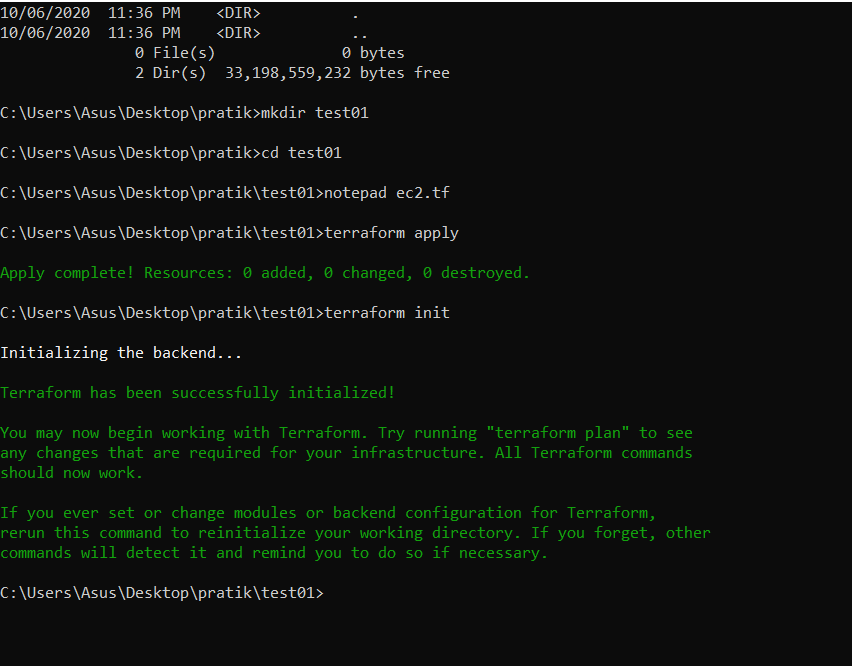 10/06/2020  11:36 PM    <DIR>          .
10/06/2020  11:36 PM    <DIR>          ..
               0 File(s)              0 bytes
               2 Dir(s)  33,198,559,232 bytes free
C:\Users\Asus\Desktop\pratik>mkdir test01
C:\Users\Asus\Desktop\pratik>cd test01
C:\Users\Asus\Desktop\pratik\test01>notepad ec2.tf
C:\Users\Asus\Desktop\pratik\test01>terraform apply
Apply complete! Resources: 0 added, 0 changed, 0 destroyed.
C:\Users\Asus\Desktop\pratik\test01>terraform init
Initializing the backend...
Terraform has been successfully initialized!
You may now begin working with Terraform. Try running "terraform plan" to see
any changes that are required for your infrastructure. All Terraform commands
should now work.
If you ever set or change modules or backend configuration for Terraform,
rerun this command to reinitialize your working directory. If you forget, other
commands will detect it and remind you to do so if necessary.
C:\Users\Asus\Desktop\pratik\test01>